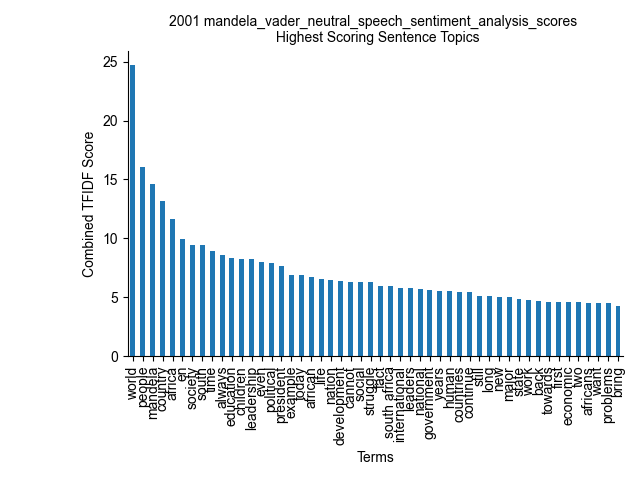 2001 mandela_vader_neutral_speech_sentiment_analysis_scores
Highest Scoring Sentence Topics
Combined TFIDF Score
25
20
15
10
5
0
world
people
mandela
country
africa
en
society
south
time
always
education
children
leadership
even
political
president
example
today
african
life
nation
development
cannot
social
struggle
fact
south africa
international
leaders
national
government
years
human
countries
continue
still
long
new
major
state
work
back
towards
first
economic
two
africans
want
problems
bring
Terms